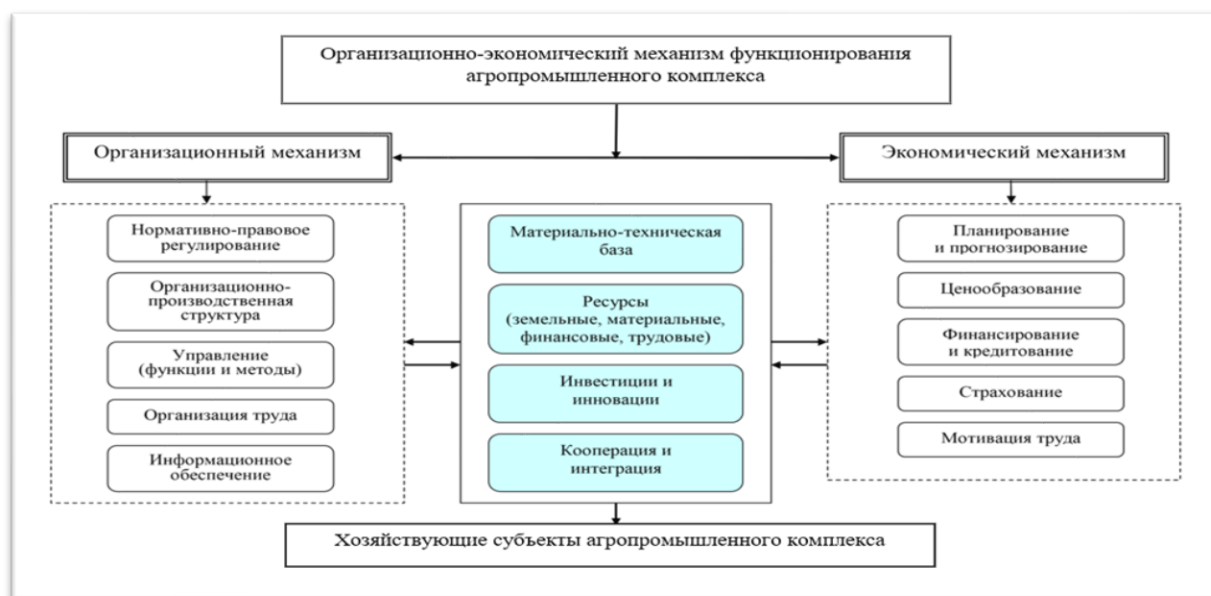 Организационно-экономический механизм функционирования
агропромышленного комплекса
Организационный механизм
Экономический механизм
Нормативно-правовое
регулирование
Организационно-
производственная
структура
Управление
(функции и методы)
Организация труда
Информационное
обеспечение
Материально-техническая
база
Ресурсы
(земельные, материальные,
финансовые, трудовые)
Инвестиции и
инновации
Кооперация и
интеграция
Планирование
и прогнозирование
Ценообразование
Финансирование
и кредитование
Страхование
Мотивация труда
Хозяйствующие субъекты агропромышленного комплекса